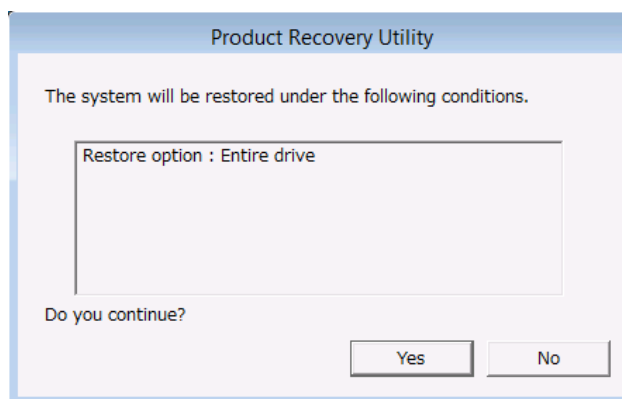 Product Recovery Utility
The system will be restored under the following conditions.
Restore option : Entire drive
Do you continue?
Yes
No